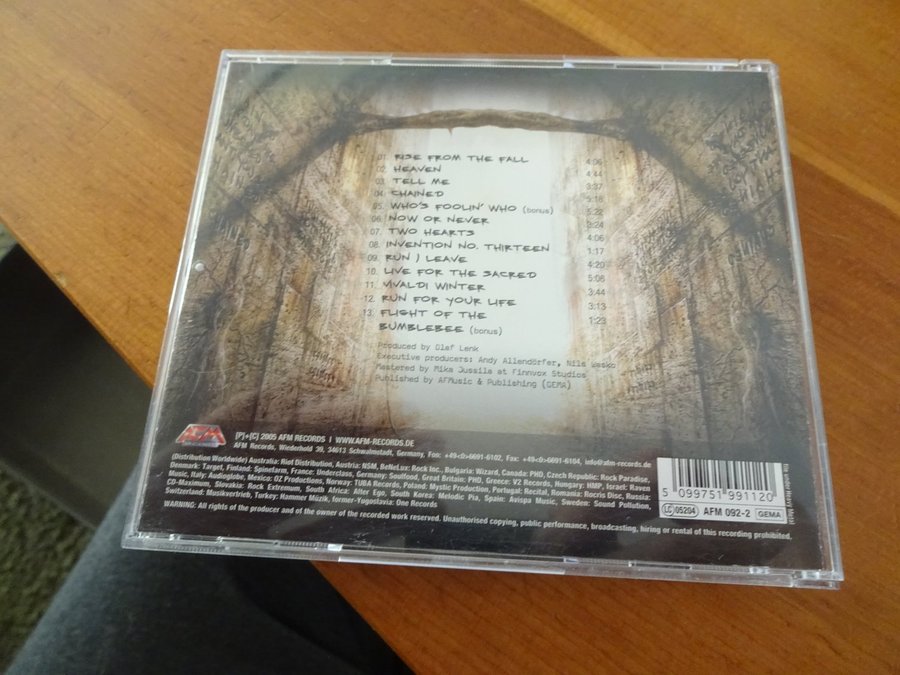 01. RISE FROM THE FALL 4:06
02. HEAVEN 4:44
03. TELL ME 3:37
04. CHAINED 5:18
05. WHO'S FOOLIN' WHO (bonus) 5:22
06. NOW OR NEVER 3:24
07. TWO HEARTS 4:06
08. INVENTION NO. THIRTEEN 1:17
09. RUN I LEAVE 4:20
10. LIVE FOR THE SACRED 5:08
11. VIVALDI WINTER 3:44
12. RUN FOR YOUR LIFE 3:13
13. FLIGHT OF THE
BUMBLEBEE (bonus) 1:23
Produced by Olaf Lenk
Executive producers: Andy Allendörfer, Nils Wasko
Mastered by Mika Jussila at Finnvox Studios
Published by AFMusic & Publishing (GEMA)
AFM
[P]+[C] 2005 AFM RECORDS I WWW.AFM-RECORDS.DE
AFM Records, Wiederhold 39, 34613 Schwalmstadt, Germany, Fon: +49-(0)-6691-6102, Fax: +49-(0)-6691-6104, info@afm-records.de
(Distribution Worldwide) Australia: Riot Distribution, Austria: NSM, BeNeLux: Rock Inc., Bulgaria: Wizard, Canada: PHD, Czech Republic: Rock Paradise,
Denmark: Target, Finland: Spinefarm, France: Underclass, Germany: Soulfood, Great Britain: PHD, Greece: V2 Records, Hungary: HMP, Israel: Raven
Music, Italy: Audioglobe, Mexico: DZ Productions, Norway: TUBA Records, Poland: Mystic Production, Portugal: Recital, Romania: Rocris Disc, Russia:
CD-Maximum, Slovakia: Rock Extremum, South Africa: Alter Ego, South Korea: Melodic Pia, Spain: Avispa Music, Sweden: Sound Pollution,
Switzerland: Musikvertrieb, Turkey: Hammer Müzik, former Yugoslavia: One Records
WARNING: All rights of the producer and of the owner of the recorded work reserved. Unauthorised copying, public performance, broadcasting, hiring or rental of this recording prohibited.
5 099751 991120
LC 05204 AFM 092-2 GEMA
file under: Heavy Metal